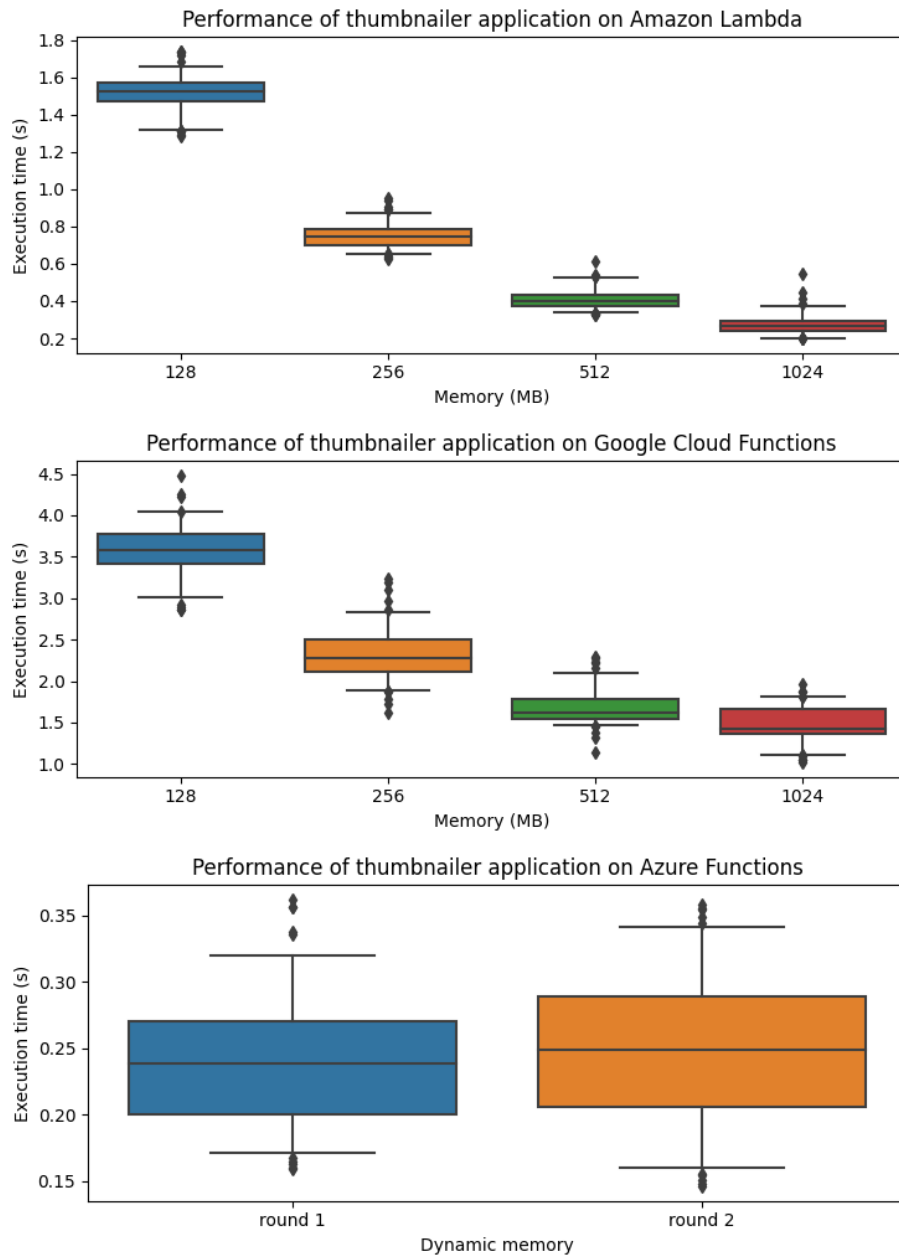 Performance of thumbnailer application on Amazon Lambda
1.8
1.6
1.4
1.2
1.0
0.8
0.6
0.4
0.2
Execution time (s)
128 256 512 1024
Memory (MB)
Performance of thumbnailer application on Google Cloud Functions
4.5
4.0
3.5
3.0
2.5
2.0
1.5
1.0
Execution time (s)
128 256 512 1024
Memory (MB)
Performance of thumbnailer application on Azure Functions
0.35
0.30
0.25
0.20
0.15
Execution time (s)
round 1 round 2
Dynamic memory